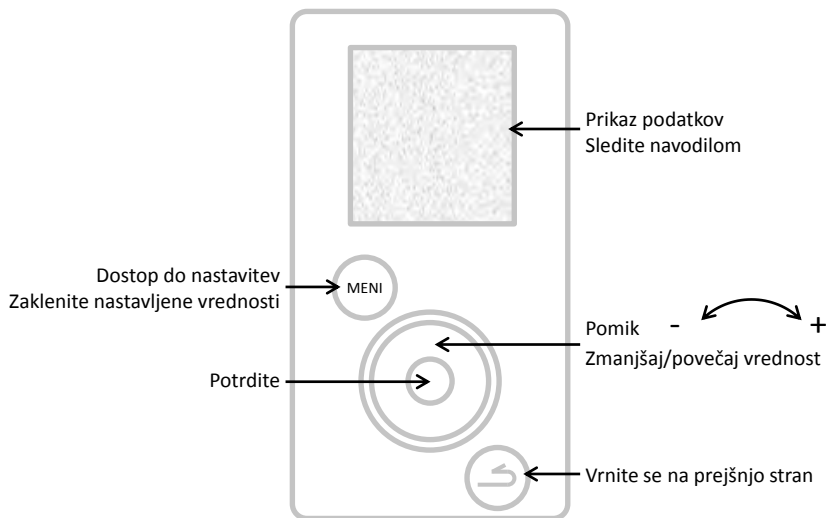 Prikaz podatkov
Sledite navodilom
Dostop do nastavitev
Zaklenite nastavljene vrednosti
MENI
Pomik - +
Zmanjšaj/povečaj vrednost
Potrdite
Vrnite se na prejšnjo stran